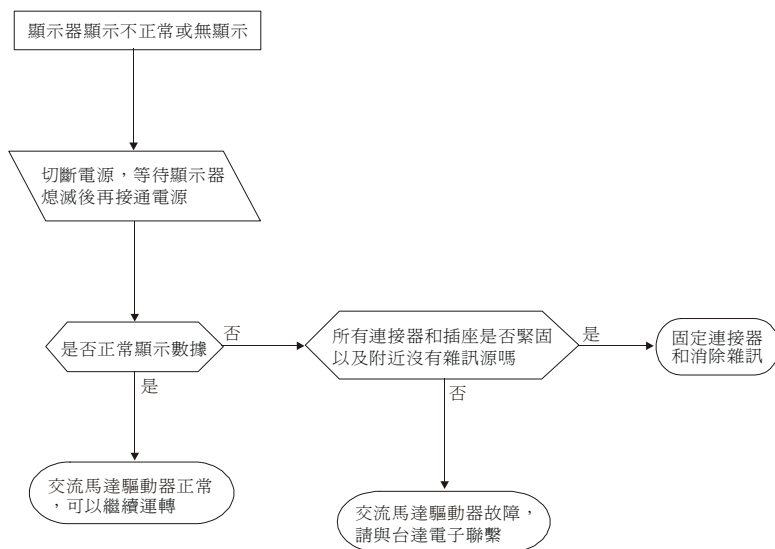 顯示器顯示不正常或無顯示
切斷電源，等待顯示器
熄滅後再接通電源
是否正常顯示數據
否
所有連接器和插座是否緊固
以及附近沒有雜訊源嗎
是
固定連接器
和消除雜訊
是
否
交流馬達驅動器正常
，可以繼續運轉
交流馬達驅動器故障，
請與台達電子聯繫